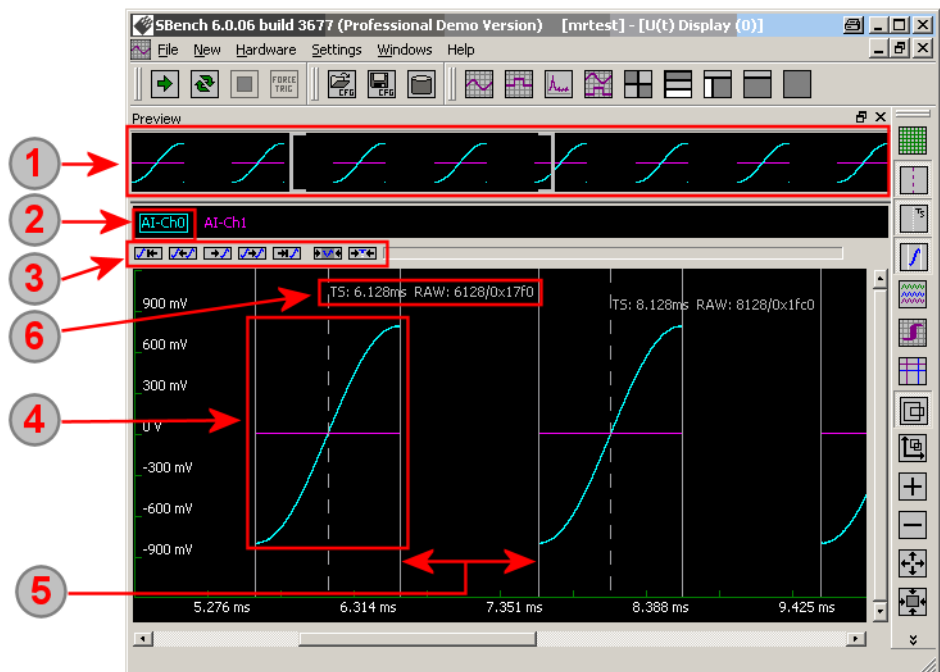 SBench 6.0.06 build 3677 (Professional Demo Version) [mrtest] - [U(t) Display (0)]
File New Hardware Settings Windows Help
FORCE TRIG CFG CFG
Preview
1
2
AI-Ch0 AI-Ch1
Ts
3
TS: 6.128ms RAW: 6128/0x17f0
TS: 8.128ms RAW: 8128/0x1fc0
900 mV
6
600 mV
300 mV
4
0 V
-300 mV
-600 mV
-900 mV
5
5.276 ms 6.314 ms 7.351 ms 8.388 ms 9.425 ms